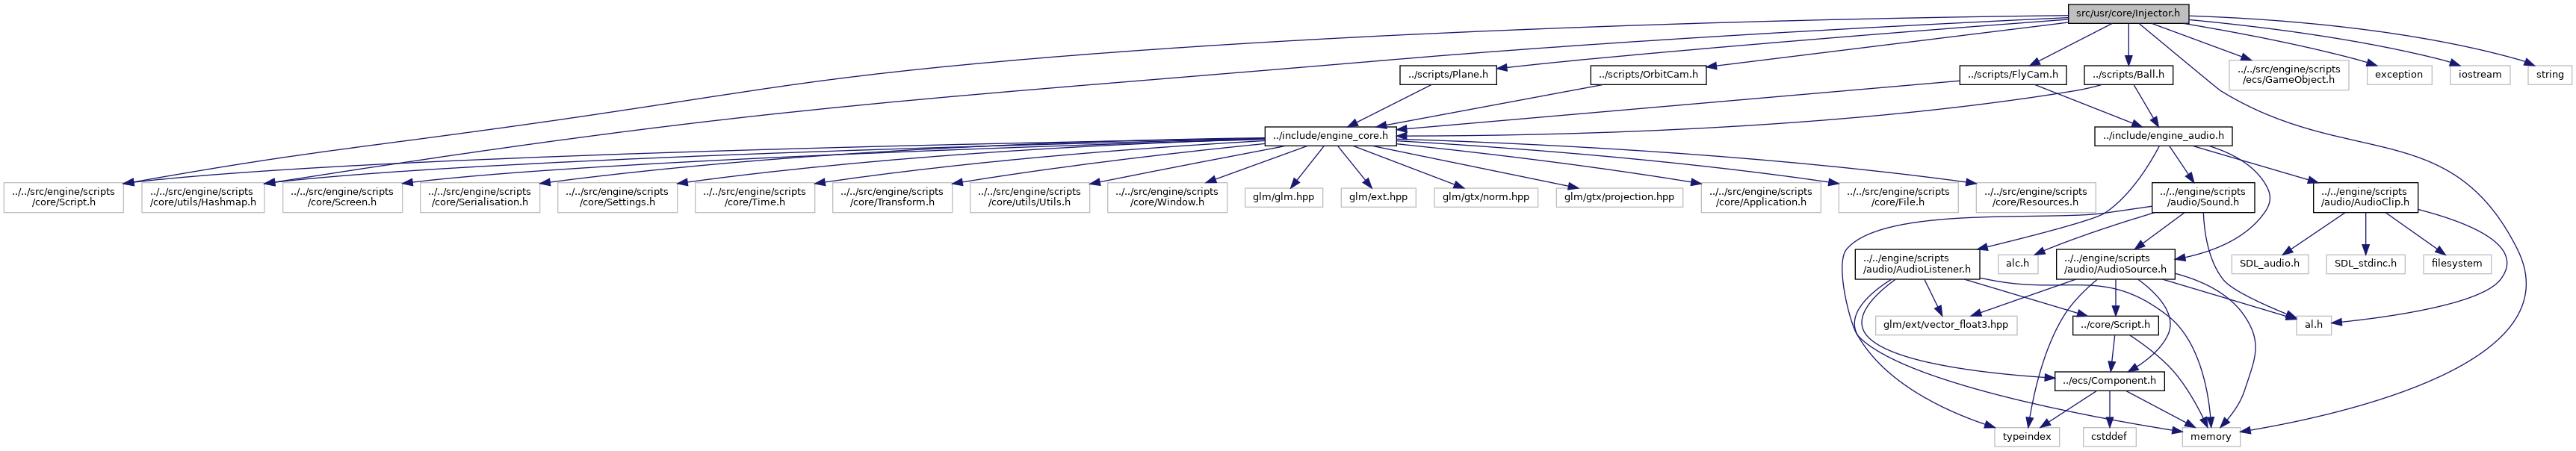 src/usr/core/Injector.h
../scripts/Plane.h
../scripts/OrbitCam.h
../scripts/FlyCam.h
../scripts/Ball.h
../../src/engine/scripts
/ecs/GameObject.h
exception
iostream
string
../include/engine_core.h
../include/engine_audio.h
../../src/engine/scripts
/core/Script.h
../../src/engine/scripts
/core/utils/Hashmap.h
../../src/engine/scripts
/core/Screen.h
../../src/engine/scripts
/core/Serialisation.h
../../src/engine/scripts
/core/Settings.h
../../src/engine/scripts
/core/Time.h
../../src/engine/scripts
/core/Transform.h
../../src/engine/scripts
/core/utils/Utils.h
../../src/engine/scripts
/core/Window.h
glm/glm.hpp
glm/ext.hpp
glm/gtx/norm.hpp
glm/gtx/projection.hpp
../../src/engine/scripts
/core/Application.h
../../src/engine/scripts
/core/File.h
../../src/engine/scripts
/core/Resources.h
../../engine/scripts
/audio/Sound.h
../../engine/scripts
/audio/AudioClip.h
../../engine/scripts
/audio/AudioListener.h
alc.h
../../engine/scripts
/audio/AudioSource.h
SDL_audio.h
SDL_stdinc.h
filesystem
glm/ext/vector_float3.hpp
../core/Script.h
al.h
../ecs/Component.h
typeindex
cstddef
memory